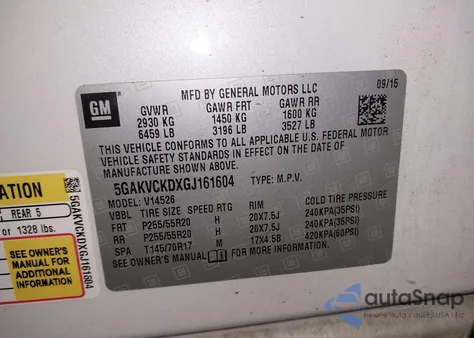 GM
MFD BY GENERAL MOTORS LLC
09/15
GVWR GAWR FRT GAWR RR
2930 KG 1450 KG 1600 KG
6459 LB 3196 LB 3527 LB
THIS VEHICLE CONFORMS TO ALL APPLICABLE U.S. FEDERAL MOTOR
VEHICLE SAFETY STANDARDS IN EFFECT ON THE DATE OF
MANUFACTURE SHOWN ABOVE.
5GAKVCKDXGJ161604 TYPE: M.P.V.
MODEL: V14526
VBBL TIRE SIZE SPEED RTG RIM
FRT P255/55R20 H 20X7.5J 240KPA(35PSI)
RR P255/55R20 H 20X7.5J 240KPA(35PSI)
SPA T145/70R17 M 17X4.5B 420KPA(60PSI)
SEE OWNER'S MANUAL FOR ADDITIONAL INFORMATION.
ATION
REAR 5
or 1328 lbs.
SEE OWNER'S
MANUAL FOR
ADDITIONAL
INFORMATION
5GAKVCKDXGJ161604
autoSnap